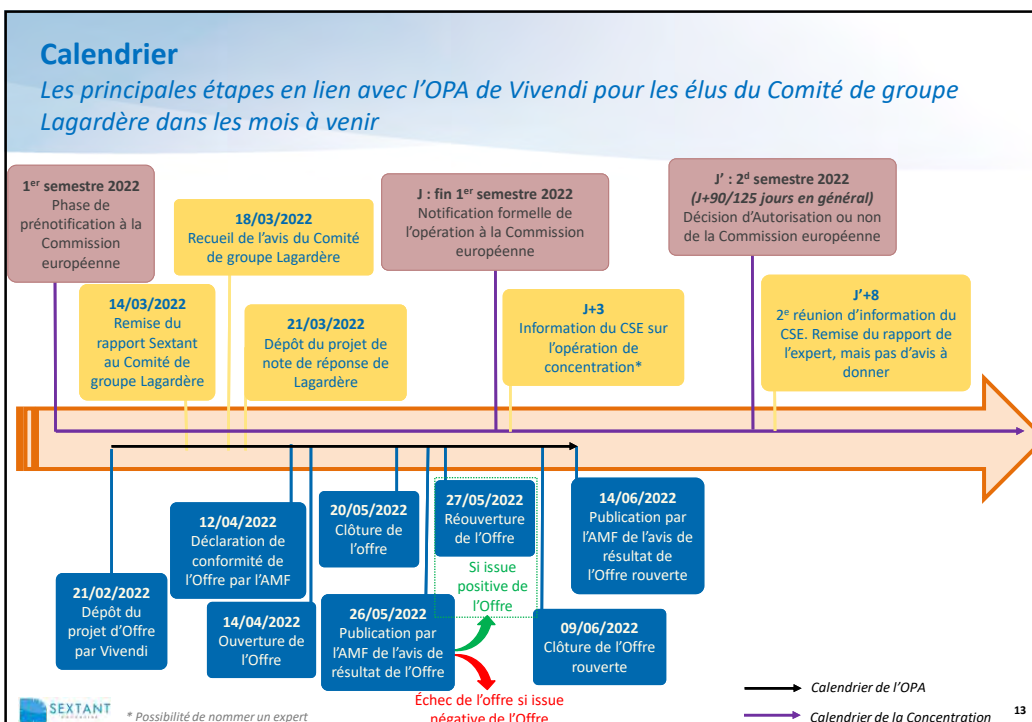 Calendrier
Les principales étapes en lien avec l'OPA de Vivendi pour les élus du Comité de groupe
Lagardère dans les mois à venir
1er semestre 2022
Phase de
prénotification à la
Commission
européenne
18/03/2022
Recueil de l'avis du Comité
de groupe Lagardère
J : fin 1er semestre 2022
Notification formelle de
l'opération à la Commission
européenne
J' : 2d semestre 2022
(J+90/125 jours en général)
Décision d'Autorisation ou non
de la Commission européenne
14/03/2022
Remise du
rapport Sextant
au Comité de
groupe Lagardère
21/03/2022
Dépôt du projet de
note de réponse de
Lagardère
J+3
Information du CSE sur
l'opération de
concentration*
J'+8
2e réunion d'information du
CSE. Remise du rapport de
l'expert, mais pas d'avis à
donner
21/02/2022
Dépôt du
projet d'Offre
par Vivendi
12/04/2022
Déclaration de
conformité de
l'Offre par l'AMF
14/04/2022
Ouverture de
l'Offre
20/05/2022
Clôture de
l'offre
26/05/2022
Publication par
l'AMF de l'avis de
résultat de l'Offre
27/05/2022
Réouverture
de l'Offre
Si issue
positive de
l'Offre
Échec de l'offre si issue
négative de l'Offre
09/06/2022
Clôture de l'Offre
rouverte
14/06/2022
Publication par
l'AMF de l'avis de
résultat de
l'Offre rouverte
Calendrier de l'OPA
Calendrier de la Concentration
SEXTANT
* Possibilité de nommer un expert
13